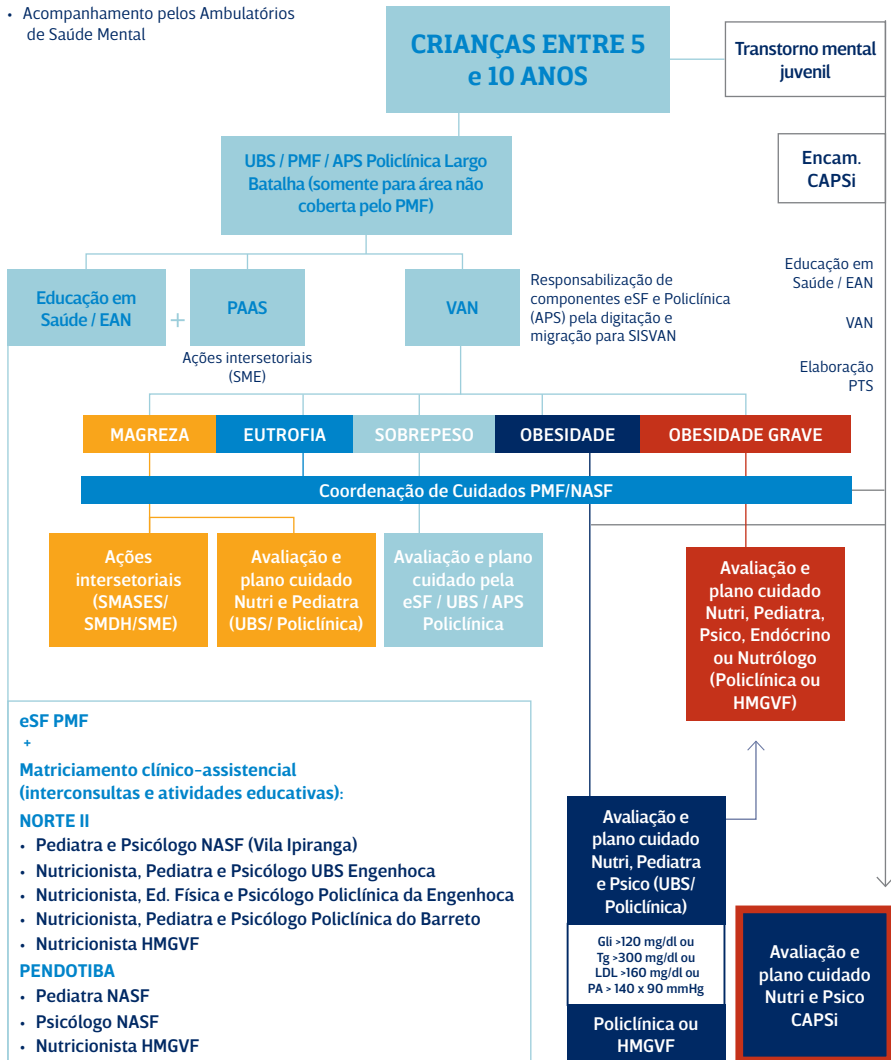 • Acompanhamento pelos Ambulatórios
de Saúde Mental
CRIANÇAS ENTRE 5
e 10 ANOS
Transtorno mental
juvenil
UBS / PMF / APS Policlínica Largo
Batalha (somente para área não
coberta pelo PMF)
Encam.
CAPSi
Educação em
Saúde / EAN
+
PAAS
Ações intersetoriais
(SME)
VAN
Responsabilização de
componentes eSF e Policlínica
(APS) pela digitação e
migração para SISVAN
Educação em
Saúde / EAN
VAN
Elaboração
PTS
MAGREZA
EUTROFIA
SOBREPESO
OBESIDADE
OBESIDADE GRAVE
Coordenação de Cuidados PMF/NASF
Ações
intersetoriais
(SMASES/
SMDH/SME)
Avaliação e
plano cuidado
Nutri e Pediatra
(UBS/ Policlínica)
Avaliação e plano
cuidado pela
eSF / UBS / APS
Policlínica
Avaliação e
plano cuidado
Nutri, Pediatra,
Psico, Endócrino
ou Nutrólogo
(Policlínica ou
HMGVF)
eSF PMF
+
Matriciamento clínico-assistencial
(interconsultas e atividades educativas):
NORTE II
• Pediatra e Psicólogo NASF (Vila Ipiranga)
• Nutricionista, Pediatra e Psicólogo UBS Engenhoca
• Nutricionista, Ed. Física e Psicólogo Policlínica da Engenhoca
• Nutricionista, Pediatra e Psicólogo Policlínica do Barreto
• Nutricionista HMGVF
PENDOTIBA
• Pediatra NASF
• Psicólogo NASF
• Nutricionista HMGVF
Avaliação e
plano cuidado
Nutri, Pediatra
e Psico (UBS/
Policlínica)
Gli >120 mg/dl ou
Tg >300 mg/dl ou
LDL >160 mg/dl ou
PA > 140 x 90 mmHg
Policlínica ou
HMGVF
Avaliação e
plano cuidado
Nutri e Psico
CAPSi